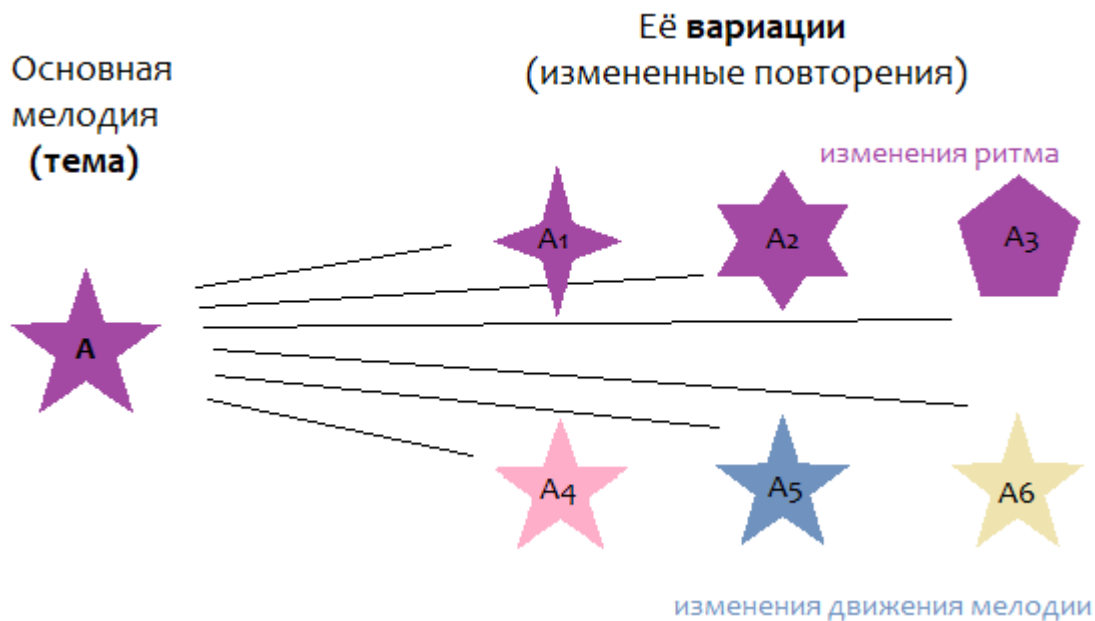 Основная
мелодия
(тема)
Её вариации
(измененные повторения)
изменения ритма
A1
A2
A3
A
A4
A5
A6
изменения движения мелодии